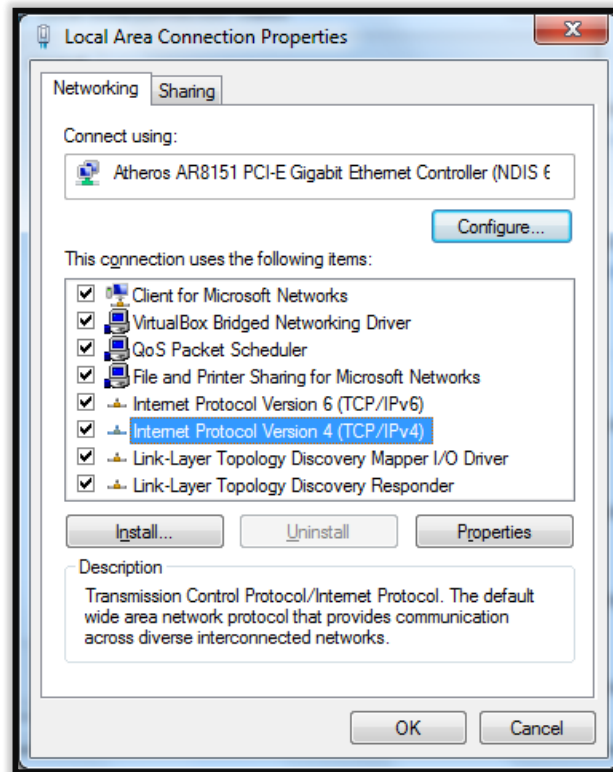 Local Area Connection Properties
Networking
Sharing
Connect using:
Atheros AR8151 PCI-E Gigabit Ethernet Controller (NDIS 6
Configure...
This connection uses the following items:
Client for Microsoft Networks
VirtualBox Bridged Networking Driver
QoS Packet Scheduler
File and Printer Sharing for Microsoft Networks
Internet Protocol Version 6 (TCP/IPv6)
Internet Protocol Version 4 (TCP/IPv4)
Link-Layer Topology Discovery Mapper I/O Driver
Link-Layer Topology Discovery Responder
Install...
Uninstall
Properties
Description
Transmission Control Protocol/Internet Protocol. The default
wide area network protocol that provides communication
across diverse interconnected networks.
OK
Cancel